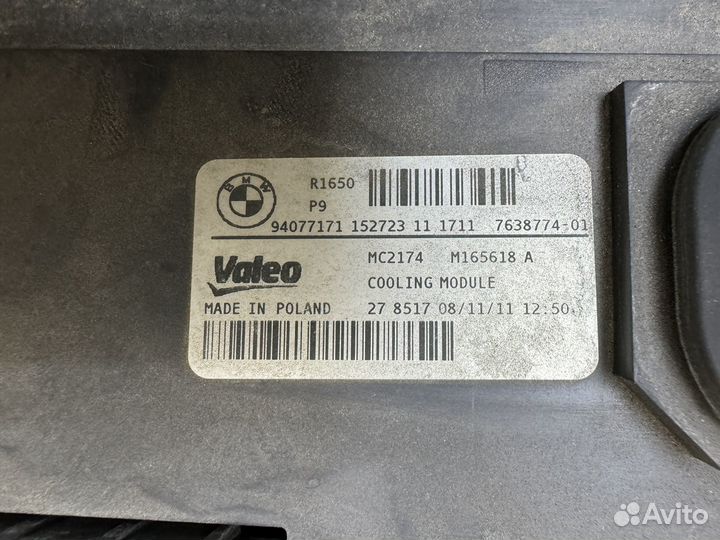 BMW
R1650
P9
94077171 152723 11 1711 7638774-01
Valeo MC2174 M165618 A
COOLING MODULE
MADE IN POLAND 27 8517 08/11/11 12:50
Avito